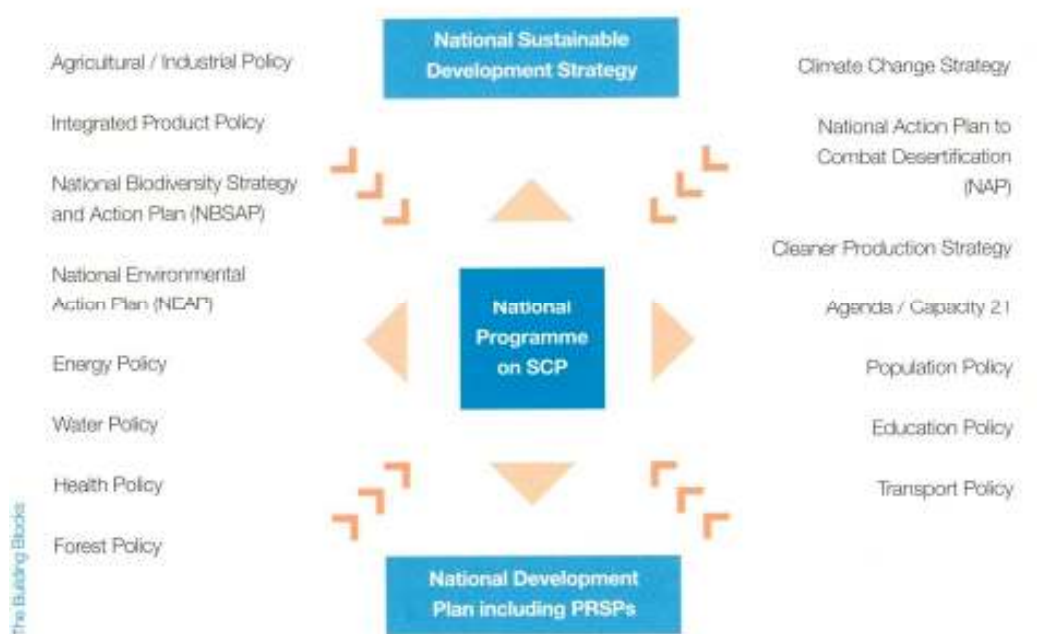 National Sustainable
Development Strategy
Agricultural / Industrial Policy
Integrated Product Policy
National Biodiversity Strategy
and Action Plan (NBSAP)
National Environmental
Action Plan (NEAP)
Energy Policy
Water Policy
Health Policy
Forest Policy
National
Programme
on SCP
Climate Change Strategy
National Action Plan to
Combat Desertification
(NAP)
Cleaner Production Strategy
Agenda / Capacity 21
Population Policy
Education Policy
Transport Policy
National Development
Plan including PRSPs
The Building Blocks